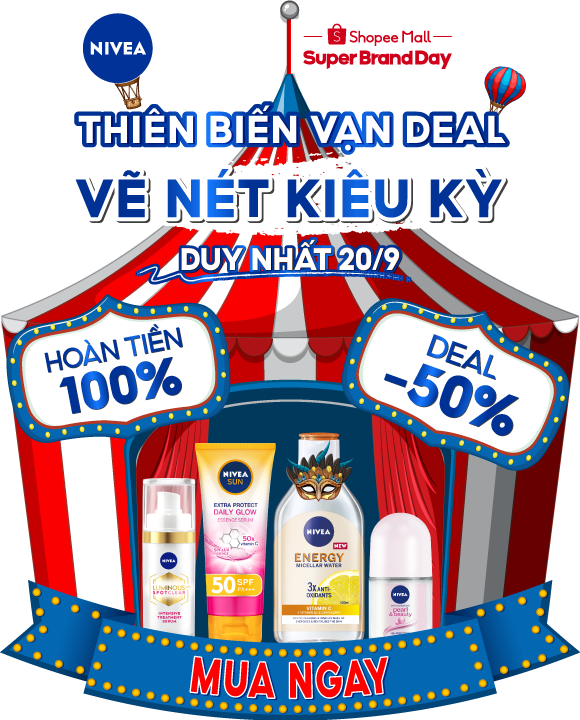 NIVEA
Shopee Mall
Super Brand Day
THIÊN BIẾN VẠN DEAL
VẼ NÉT KIÊU KỲ
DUY NHẤT 20/9
HOÀN TIỀN
100%
DEAL
-50%
NIVEA
SUN
EXTRA PROTECT
DAILY GLOW
ESSENCE SERUM
50x
vitamin C
50 SPF
PA+++
NIVEA
LUMINOUS
SPOTCLEAR
INTENSIVE
TREATMENT
SERUM
NIVEA
NEW
ENERGY
MICELLAR WATER
3X ANTI-
OXIDANTS
VITAMIN C
NIVEA
pearl
& beauty
MUA NGAY